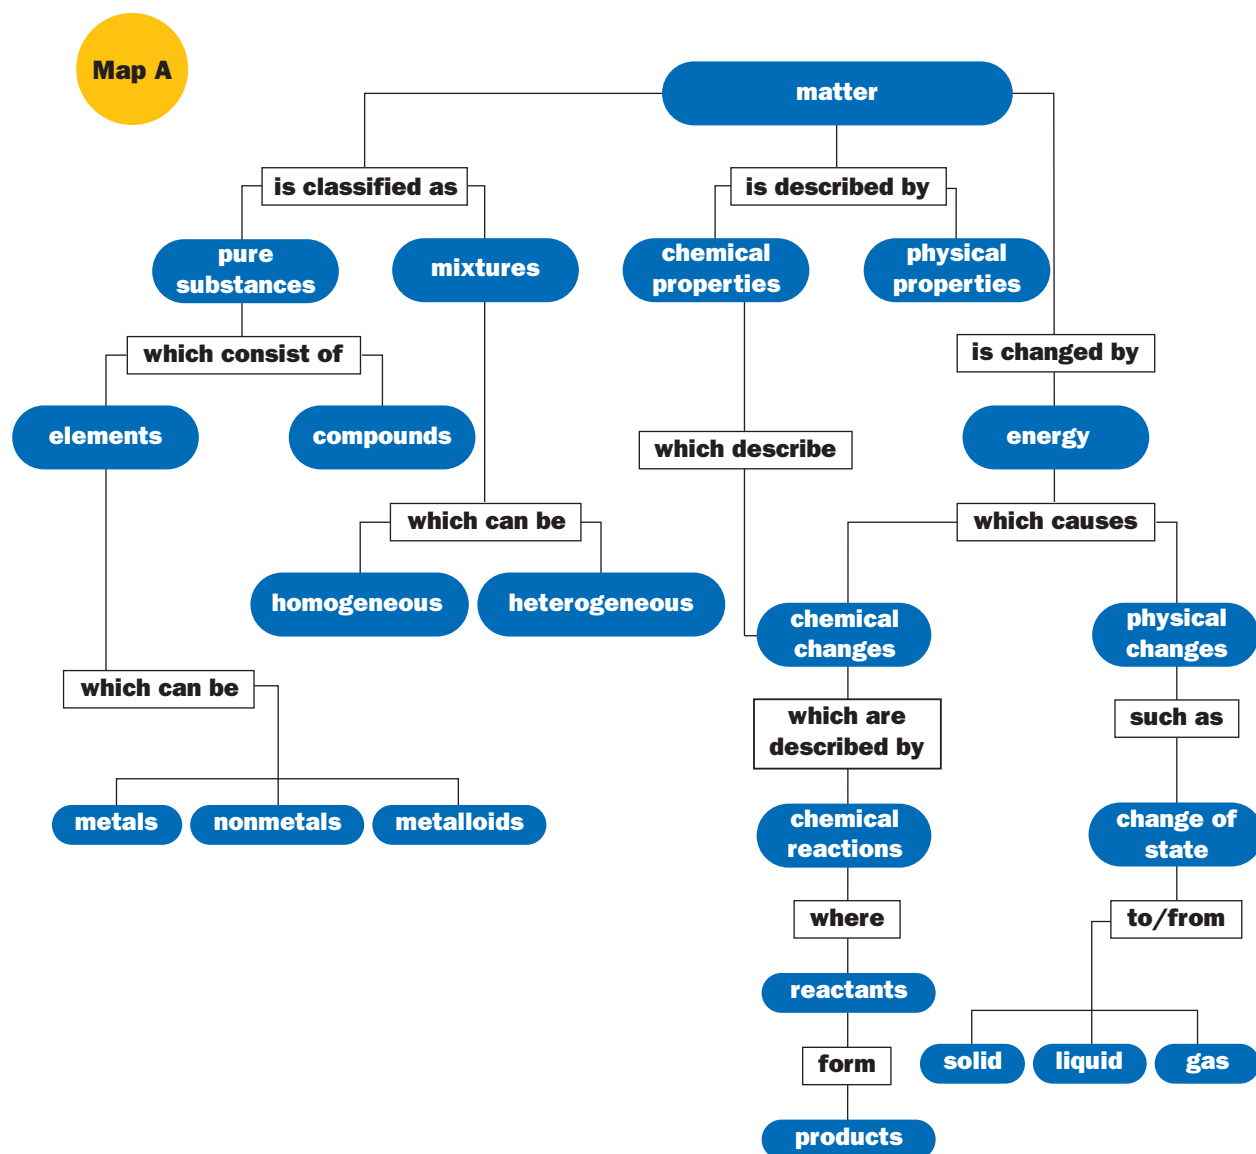 Map A
matter
is classified as
is described by
pure
substances
mixtures
chemical
properties
physical
properties
which consist of
is changed by
elements
compounds
which describe
energy
which can be
which causes
homogeneous
heterogeneous
chemical
changes
physical
changes
which can be
which are
described by
such as
metals
nonmetals
metalloids
chemical
reactions
change of
state
where
to/from
reactants
solid
liquid
gas
form
products